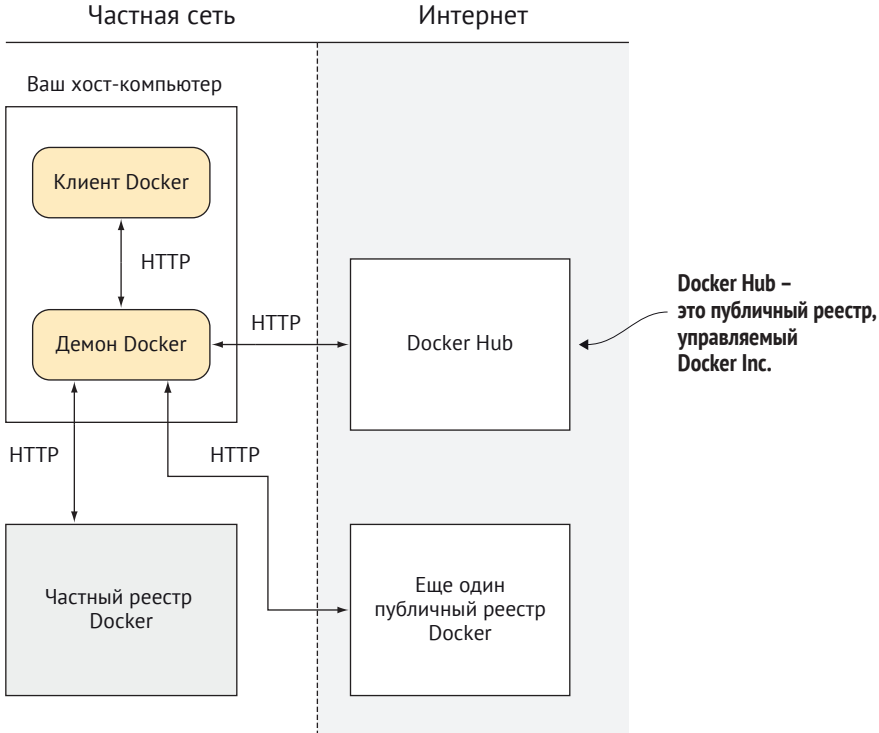 Частная сеть
Интернет
Ваш хост-компьютер
Клиент Docker
HTTP
Демон Docker
HTTP
Docker Hub
Docker Hub –
это публичный реестр,
управляемый
Docker Inc.
HTTP
HTTP
Частный реестр
Docker
Еще один
публичный реестр
Docker